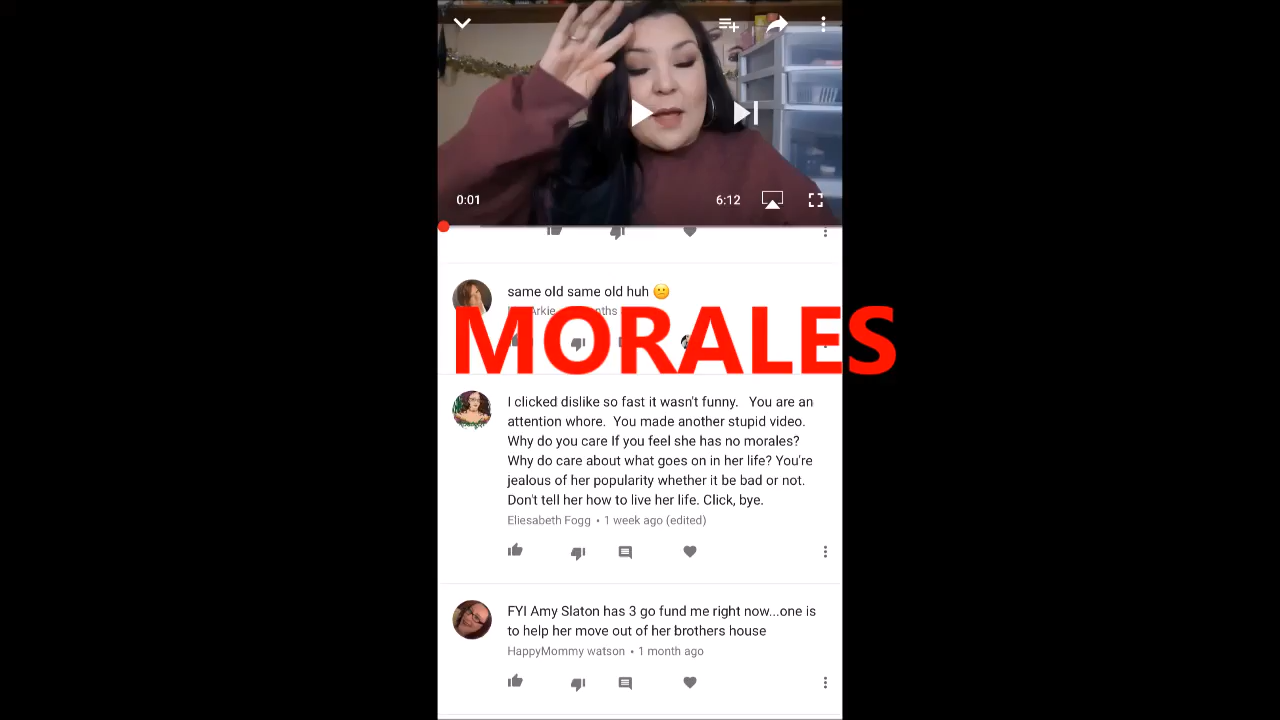 0:01
6:12
same old same old huh 😕
MORALES
I clicked dislike so fast it wasn't funny. You are an
attention whore. You made another stupid video.
Why do you care If you feel she has no morales?
Why do care about what goes on in her life? You're
jealous of her popularity whether it be bad or not.
Don't tell her how to live her life. Click, bye.
Eliesabeth Fogg • 1 week ago (edited)
FYI Amy Slaton has 3 go fund me right now...one is
to help her move out of her brothers house
HappyMommy watson • 1 month ago